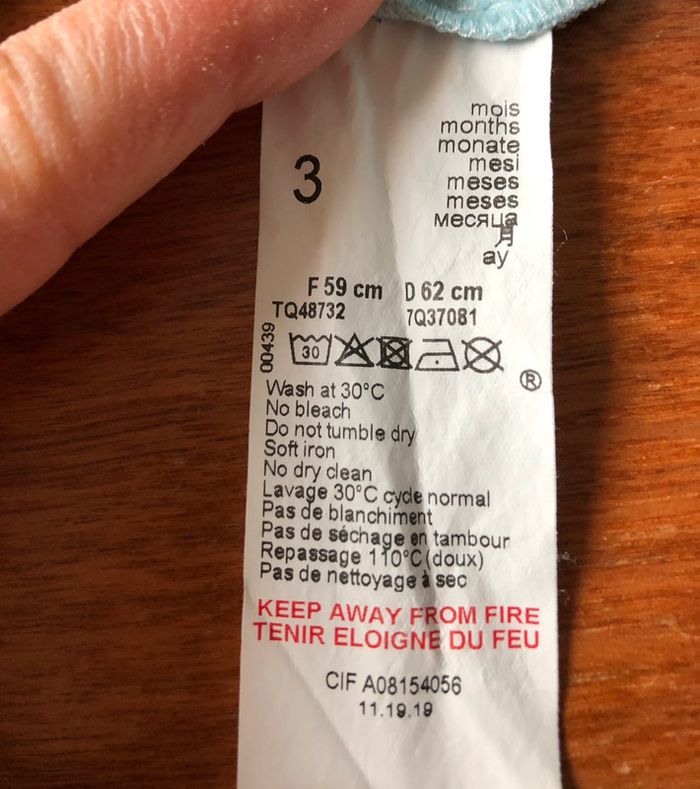 mois
months
monate
mesi
3
meses
meses
месяца
月
ay
F 59 cm D 62 cm
TQ48732 7Q37081
00439
30
®
Wash at 30°C
No bleach
Do not tumble dry
Soft iron
No dry clean
Lavage 30°C cycle normal
Pas de blanchiment
Pas de séchage en tambour
Repassage 110°C (doux)
Pas de nettoyage à sec
KEEP AWAY FROM FIRE
TENIR ELOIGNE DU FEU
CIF A08154056
11.19.19